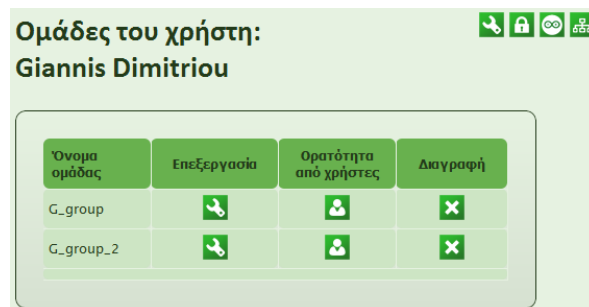 Ομάδες του χρήστη:
Giannis Dimitriou
Όνομα
ομάδας
Επεξεργασία
Ορατότητα
από χρήστες
Διαγραφή
G_group
G_group_2